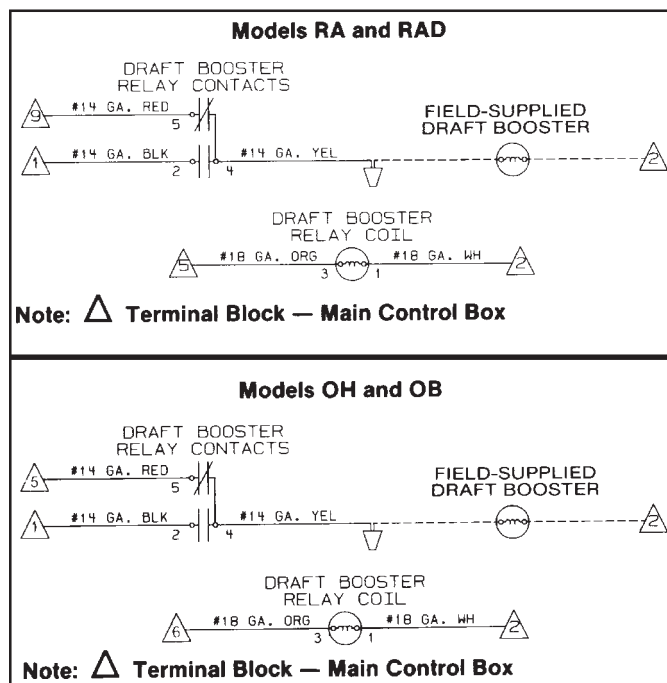 Models RA and RAD
DRAFT BOOSTER
RELAY CONTACTS
9 #14 GA. RED 5
FIELD-SUPPLIED
DRAFT BOOSTER
1 #14 GA. BLK 2 4 #14 GA. YEL 2
DRAFT BOOSTER
RELAY COIL
5 #18 GA. ORG 3 1 #18 GA. WH 2
Note: △ Terminal Block — Main Control Box
Models OH and OB
DRAFT BOOSTER
RELAY CONTACTS
5 #14 GA. RED 5
FIELD-SUPPLIED
DRAFT BOOSTER
1 #14 GA. BLK 2 4 #14 GA. YEL 2
DRAFT BOOSTER
RELAY COIL
6 #18 GA. ORG 3 1 #18 GA. WH 2
Note: △ Terminal Block — Main Control Box